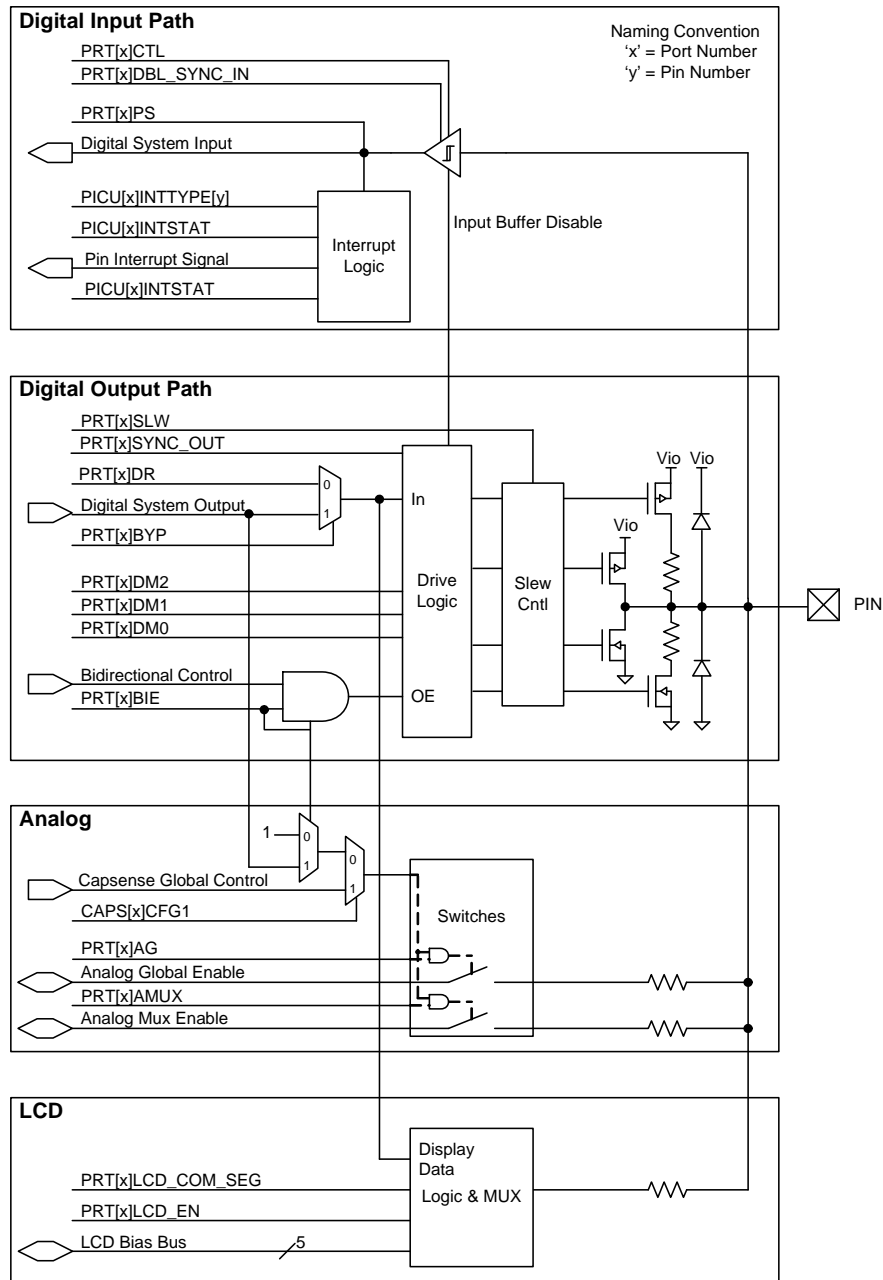 Digital Input Path
Naming Convention
'x' = Port Number
'y' = Pin Number
PRT[x]CTL
PRT[x]DBL_SYNC_IN
PRT[x]PS
Digital System Input
PICU[x]INTTYPE[y]
PICU[x]INTSTAT
Pin Interrupt Signal
PICU[x]INTSTAT
Interrupt
Logic
Input Buffer Disable
Digital Output Path
PRT[x]SLW
PRT[x]SYNC_OUT
PRT[x]DR
Digital System Output
PRT[x]BYP
0
1
PRT[x]DM2
PRT[x]DM1
PRT[x]DM0
Bidirectional Control
PRT[x]BIE
In
Drive
Logic
OE
Slew
Cntl
Vio Vio
Vio
PIN
Analog
1
0
1
0
1
Capsense Global Control
CAPS[x]CFG1
Switches
PRT[x]AG
Analog Global Enable
PRT[x]AMUX
Analog Mux Enable
LCD
Display
Data
Logic & MUX
PRT[x]LCD_COM_SEG
PRT[x]LCD_EN
LCD Bias Bus
5